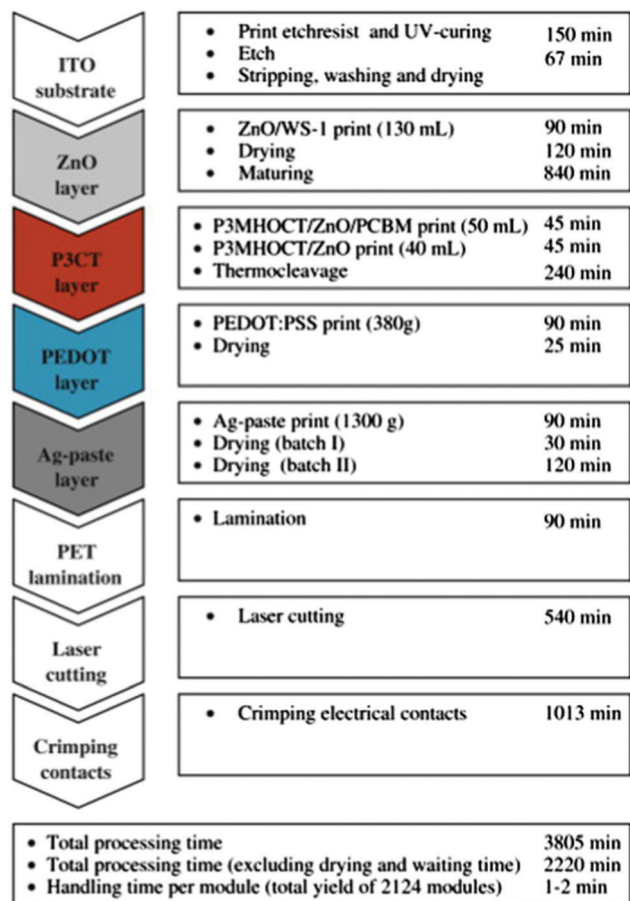 ITO
substrate
• Print etchresist and UV-curing 150 min
• Etch 67 min
• Stripping, washing and drying
ZnO
layer
• ZnO/WS-1 print (130 mL) 90 min
• Drying 120 min
• Maturing 840 min
P3CT
layer
• P3MHOCT/ZnO/PCBM print (50 mL) 45 min
• P3MHOCT/ZnO print (40 mL) 45 min
• Thermocleavage 240 min
PEDOT
layer
• PEDOT:PSS print (380g) 90 min
• Drying 25 min
Ag-paste
layer
• Ag-paste print (1300 g) 90 min
• Drying (batch I) 30 min
• Drying (batch II) 120 min
PET
lamination
• Lamination 90 min
Laser
cutting
• Laser cutting 540 min
Crimping
contacts
• Crimping electrical contacts 1013 min
• Total processing time 3805 min
• Total processing time (excluding drying and waiting time) 2220 min
• Handling time per module (total yield of 2124 modules) 1-2 min